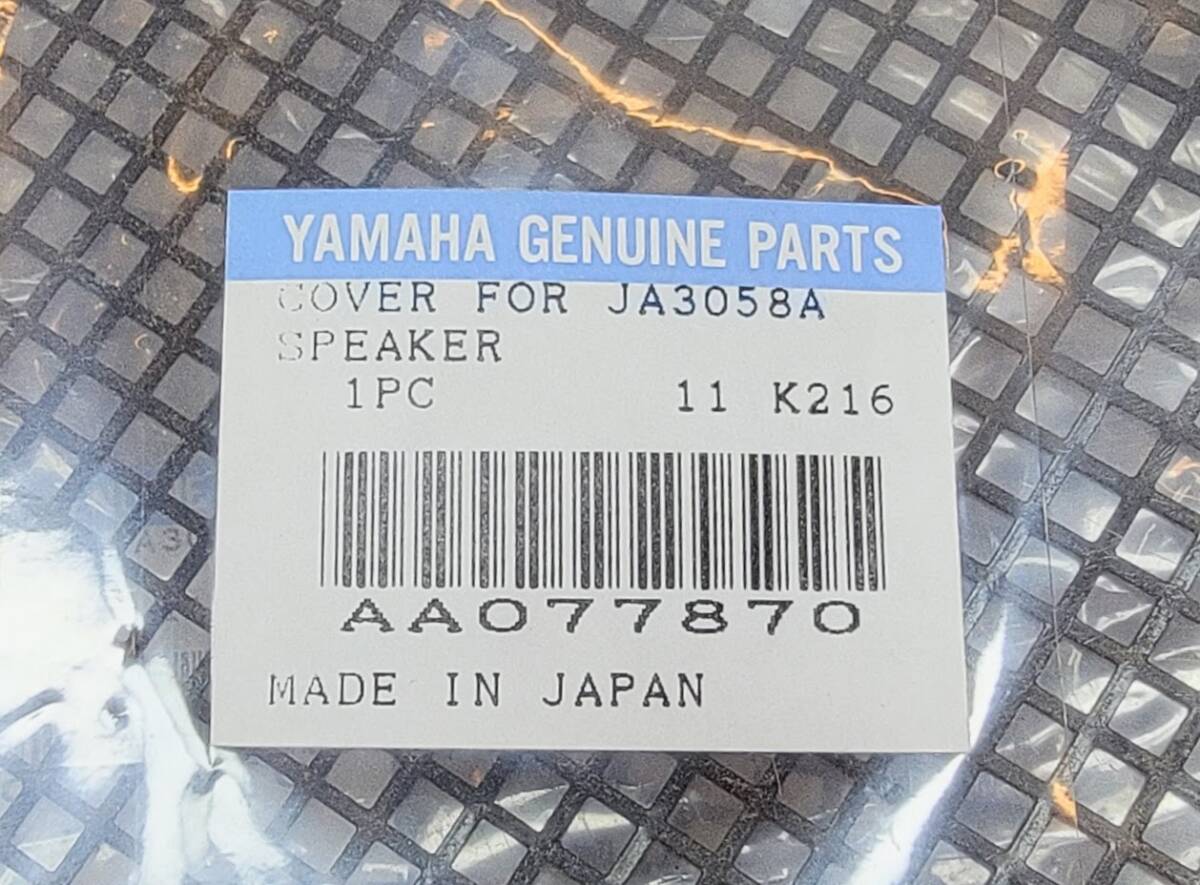 YAMAHA GENUINE PARTS
COVER FOR JA3058A
SPEAKER
1PC 11 K216
AA077870
MADE IN JAPAN